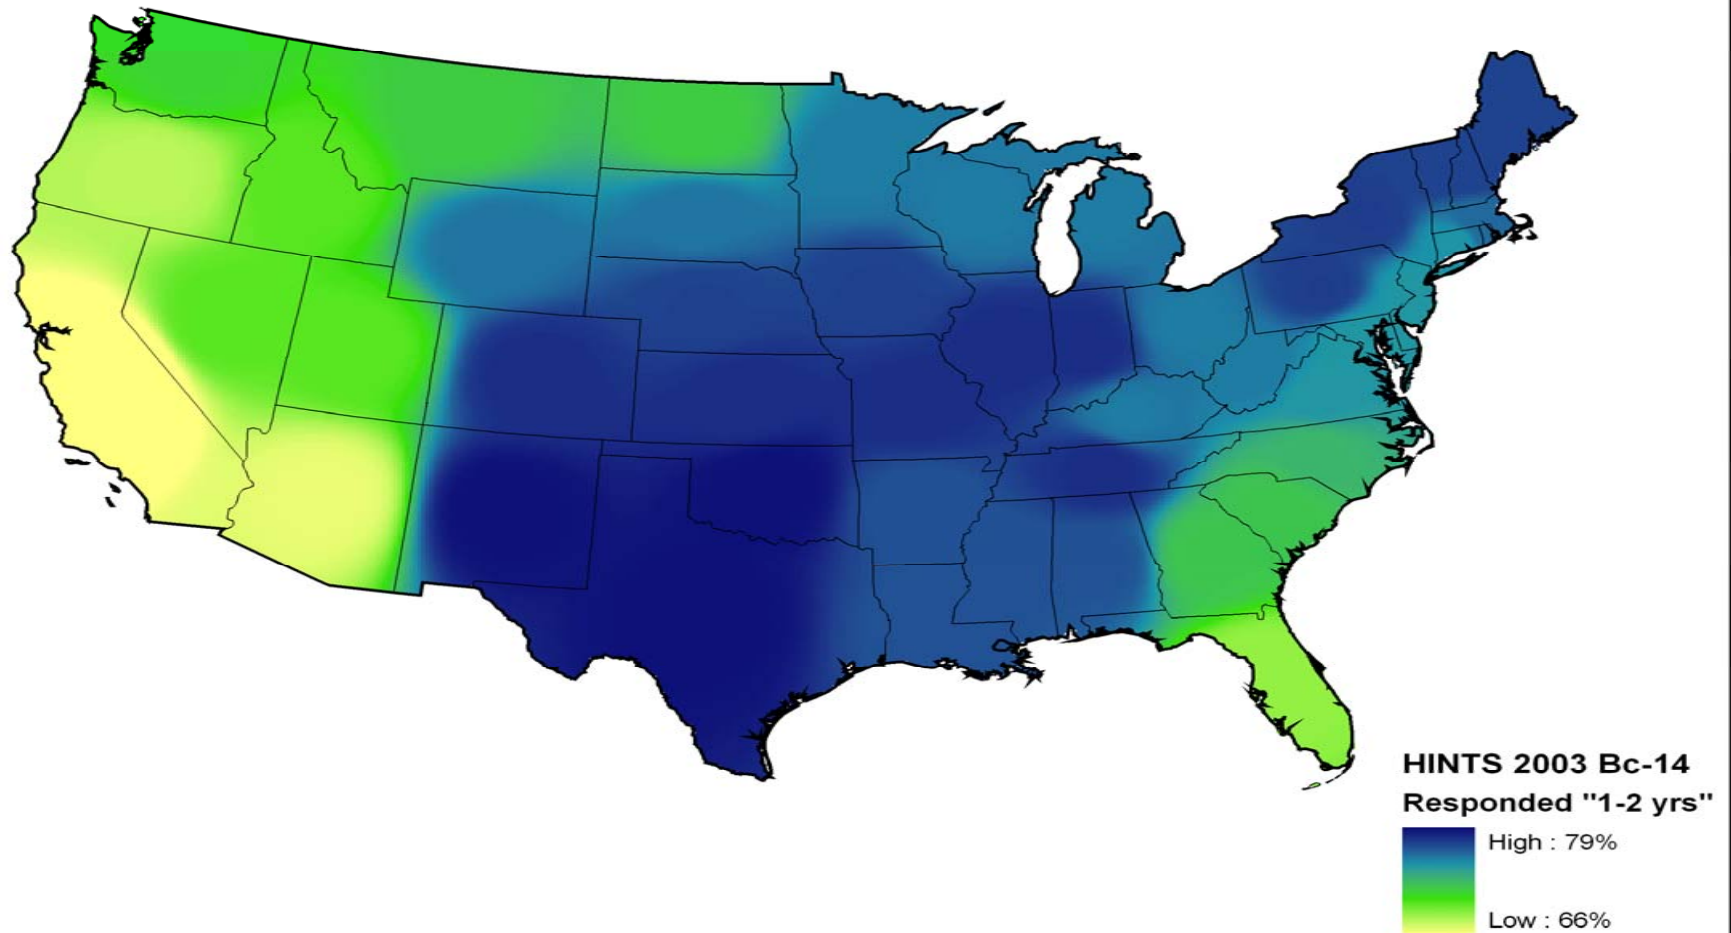 HINTS 2003 Bc-14
Responded "1-2 yrs"
High : 79%
Low : 66%